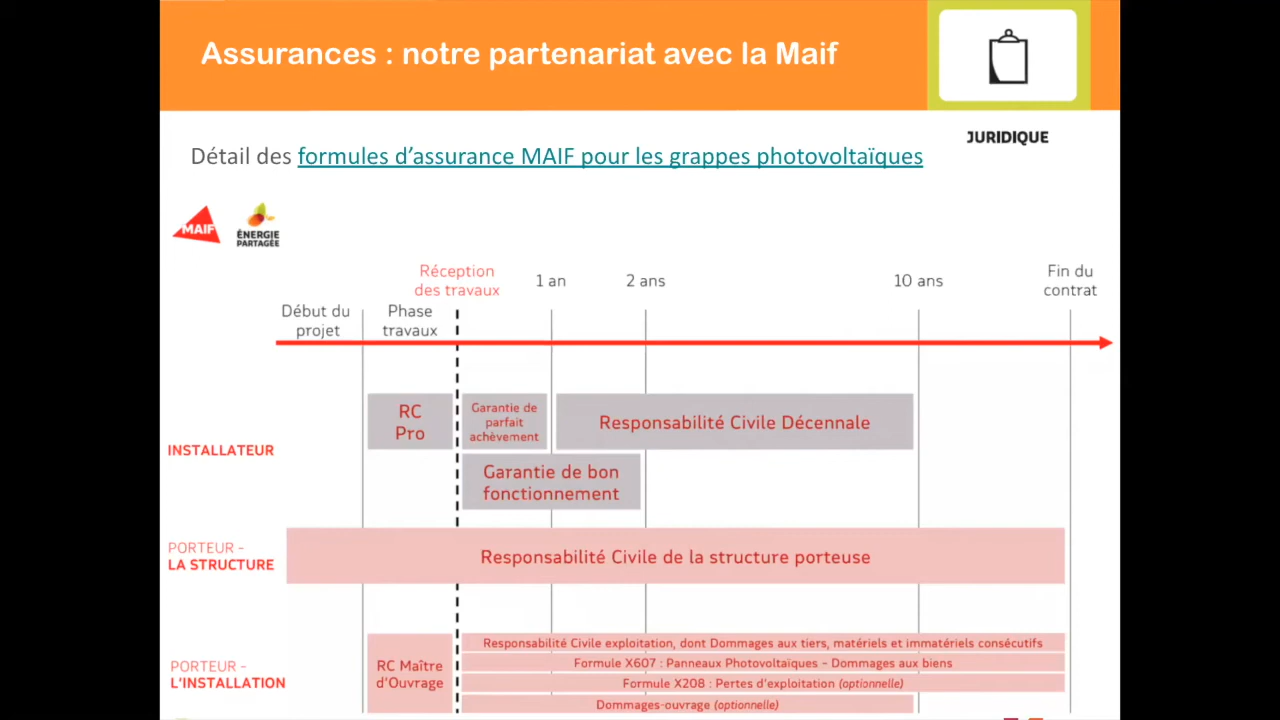 Assurances : notre partenariat avec la Maif
JURIDIQUE
Détail des formules d’assurance MAIF pour les grappes photovoltaïques
MAIF
ÉNERGIE
PARTAGÉE
Réception
des travaux
1 an
2 ans
10 ans
Fin du
contrat
Début du
projet
Phase
travaux
INSTALLATEUR
RC
Pro
Garantie de
parfait
achèvement
Responsabilité Civile Décennale
Garantie de bon
fonctionnement
PORTEUR -
LA STRUCTURE
Responsabilité Civile de la structure porteuse
PORTEUR -
L’INSTALLATION
RC Maître
d’Ouvrage
Responsabilité Civile exploitation, dont Dommages aux tiers, matériels et immatériels consécutifs
Formule X607 : Panneaux Photovoltaïques – Dommages aux biens
Formule X208 : Pertes d’exploitation (optionnelle)
Dommages-ouvrage (optionnelle)